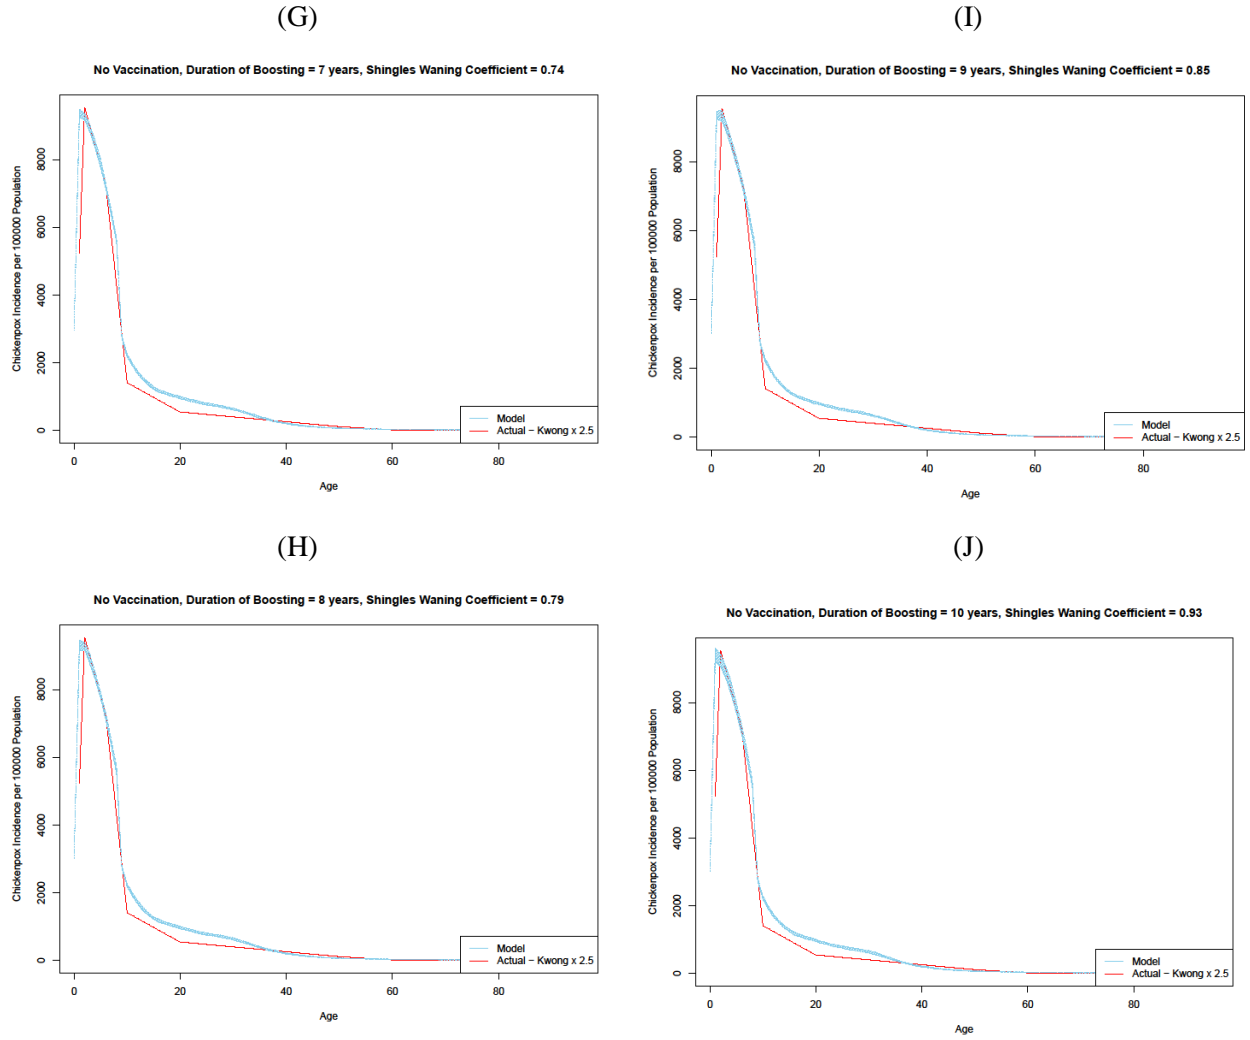 (G)
No Vaccination, Duration of Boosting = 7 years, Shingles Waning Coefficient = 0.74
Chickenpox Incidence per 100000 Population
8000
6000
4000
2000
0
0 20 40 60 80
Age
Model
Actual − Kwong x 2.5
(I)
No Vaccination, Duration of Boosting = 9 years, Shingles Waning Coefficient = 0.85
Chickenpox Incidence per 100000 Population
8000
6000
4000
2000
0
0 20 40 60 80
Age
Model
Actual − Kwong x 2.5
(H)
No Vaccination, Duration of Boosting = 8 years, Shingles Waning Coefficient = 0.79
Chickenpox Incidence per 100000 Population
8000
6000
4000
2000
0
0 20 40 60 80
Age
Model
Actual − Kwong x 2.5
(J)
No Vaccination, Duration of Boosting = 10 years, Shingles Waning Coefficient = 0.93
Chickenpox Incidence per 100000 Population
8000
6000
4000
2000
0
0 20 40 60 80
Age
Model
Actual − Kwong x 2.5